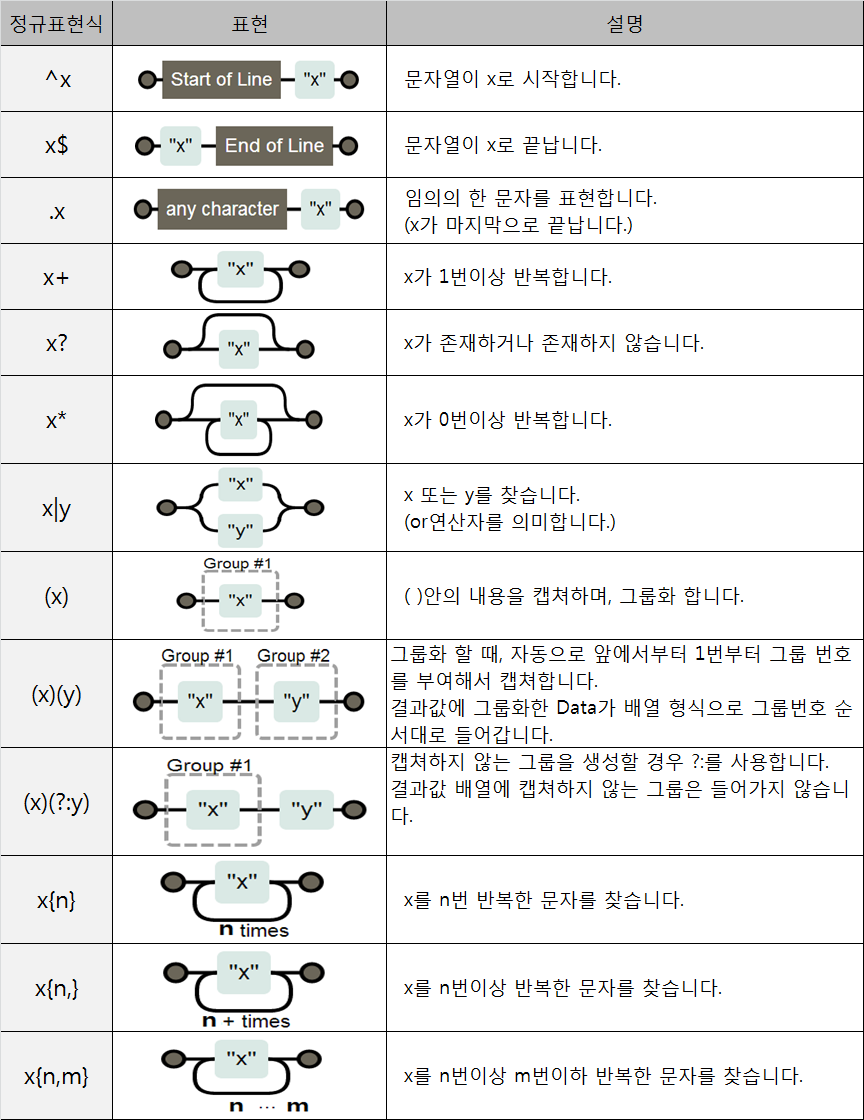 정규표현식 표현 설명
^x Start of Line "x" 문자열이 x로 시작합니다.
x$ "x" End of Line 문자열이 x로 끝납니다.
.x any character "x" 임의의 한 문자를 표현합니다.
(x가 마지막으로 끝납니다.)
x+ "x" x가 1번이상 반복합니다.
x? "x" x가 존재하거나 존재하지 않습니다.
x* "x" x가 0번이상 반복합니다.
x|y "x" "y" x 또는 y를 찾습니다.
(or연산자를 의미합니다.)
Group #1
(x) "x" ( )안의 내용을 캡쳐하며, 그룹화 합니다.
Group #1 Group #2
(x)(y) "x" "y" 그룹화 할 때, 자동으로 앞에서부터 1번부터 그룹 번호
를 부여해서 캡쳐합니다.
결과값에 그룹화한 Data가 배열 형식으로 그룹번호 순
서대로 들어갑니다.
Group #1
(x)(?:y) "x" "y" 캡쳐하지 않는 그룹을 생성할 경우 ?:를 사용합니다.
결과값 배열에 캡쳐하지 않는 그룹은 들어가지 않습니
다.
x{n} "x" x를 n번 반복한 문자를 찾습니다.
n times
x{n,} "x" x를 n번이상 반복한 문자를 찾습니다.
n + times
x{n,m} "x" x를 n번이상 m번이하 반복한 문자를 찾습니다.
n ... m